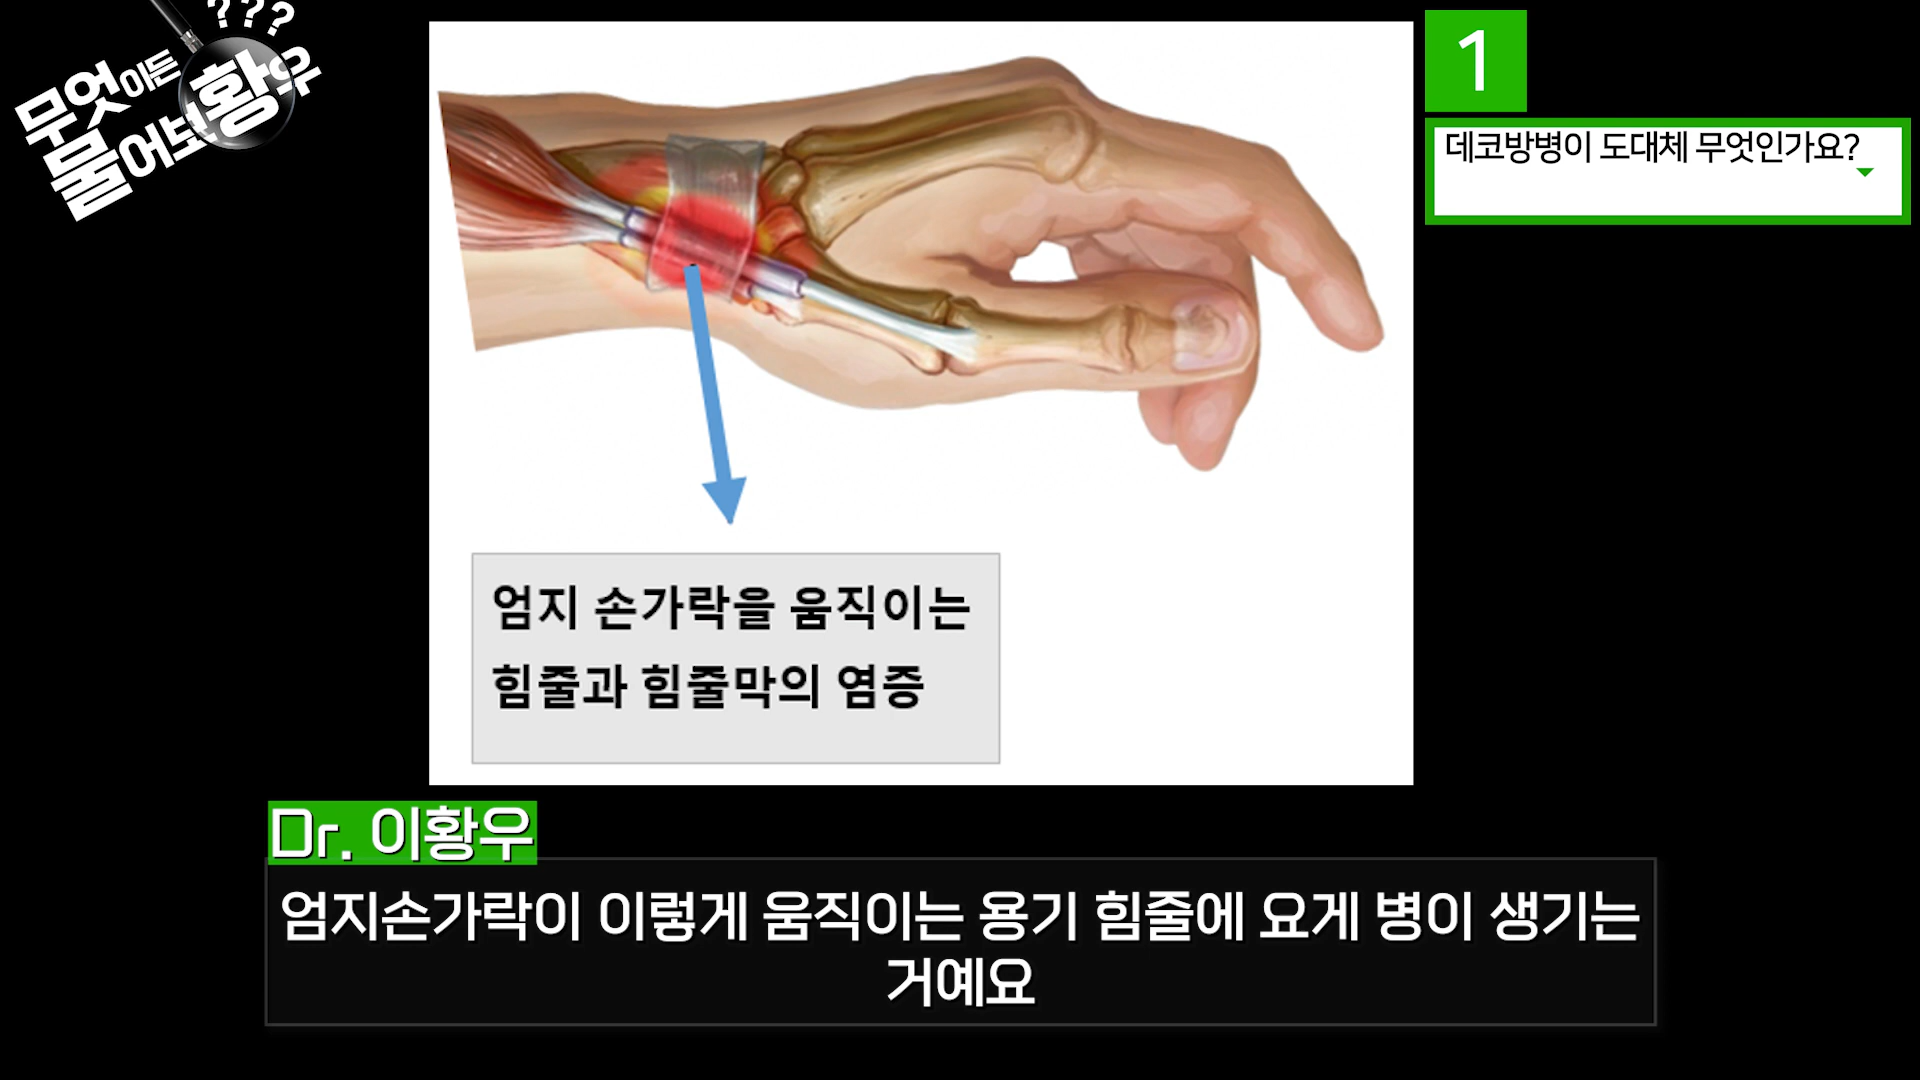 ???
무엇이든
물어보황우
1
데코방병이 도대체 무엇인가요?
엄지 손가락을 움직이는
힘줄과 힘줄막의 염증
Dr. 이황우
엄지손가락이 이렇게 움직이는 용기 힘줄에 요게 병이 생기는
거예요